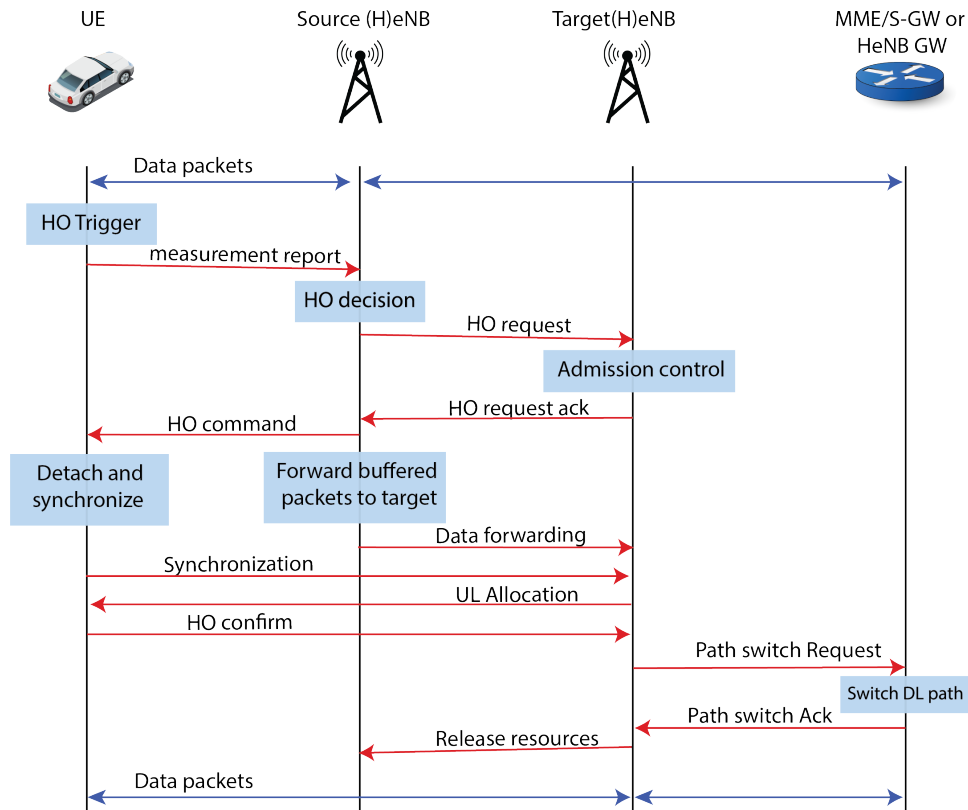 UE
Source (H)eNB
Target(H)eNB
MME/S-GW or
HeNB GW
Data packets
HO Trigger
measurement report
HO decision
HO request
Admission control
HO request ack
HO command
Detach and
synchronize
Forward buffered
packets to target
Data forwarding
Synchronization
UL Allocation
HO confirm
Path switch Request
Switch DL path
Path switch Ack
Release resources
Data packets